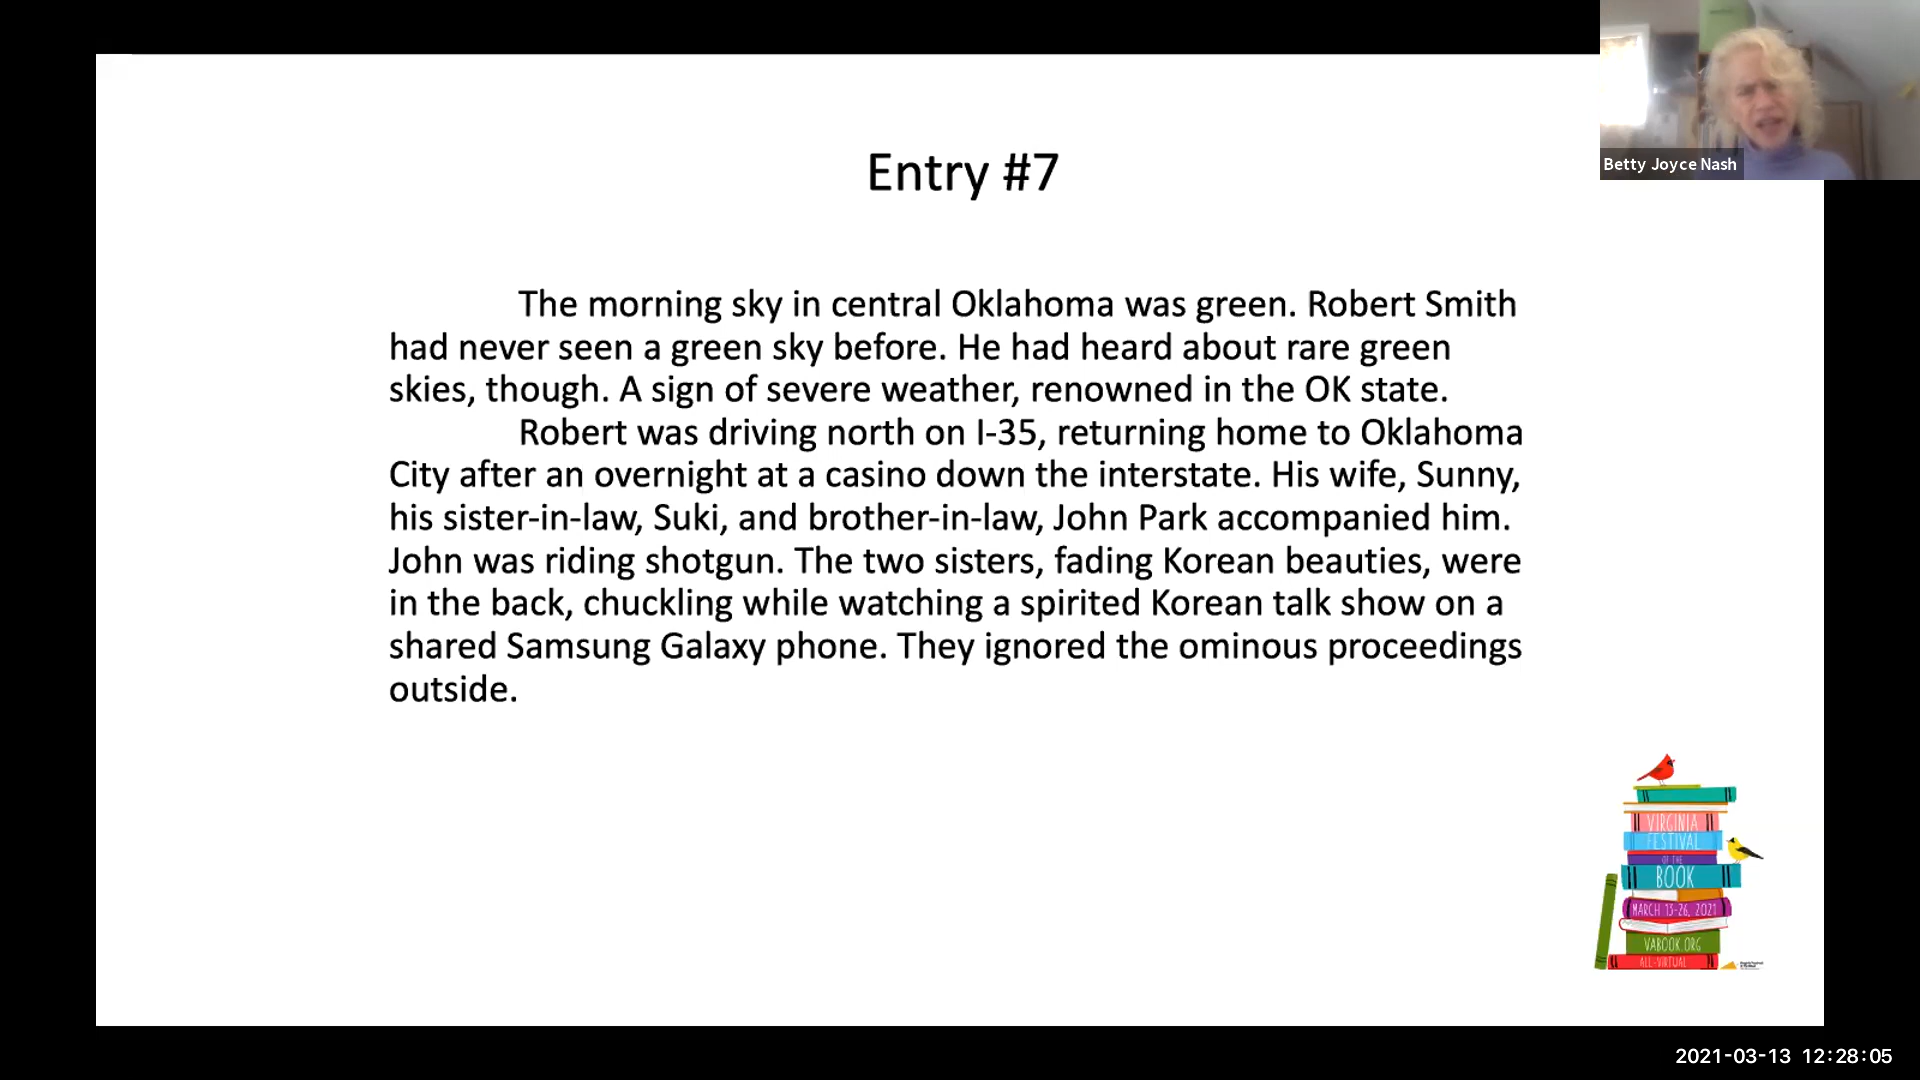 Betty Joyce Nash
Entry #7
The morning sky in central Oklahoma was green. Robert Smith
had never seen a green sky before. He had heard about rare green
skies, though. A sign of severe weather, renowned in the OK state.
Robert was driving north on I-35, returning home to Oklahoma
City after an overnight at a casino down the interstate. His wife, Sunny,
his sister-in-law, Suki, and brother-in-law, John Park accompanied him.
John was riding shotgun. The two sisters, fading Korean beauties, were
in the back, chuckling while watching a spirited Korean talk show on a
shared Samsung Galaxy phone. They ignored the ominous proceedings
outside.
VIRGINIA
FESTIVAL
OF THE
BOOK
MARCH 13-26, 2021
VABOOK.ORG
ALL-VIRTUAL
2021-03-13 12:28:05